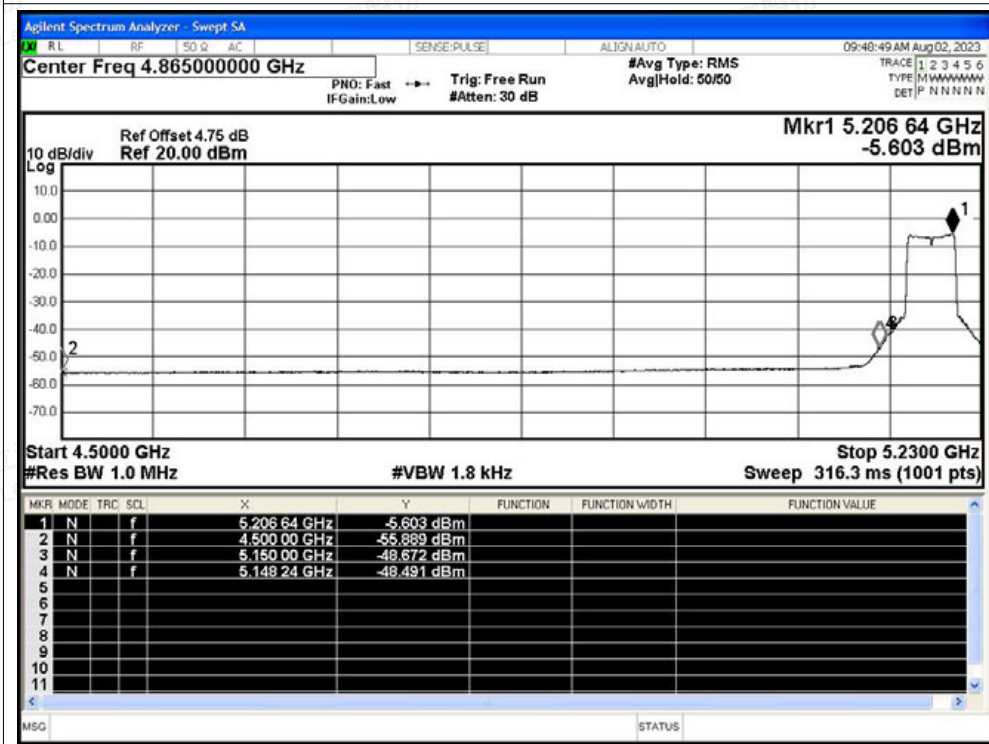 Agilent Spectrum Analyzer - Swept SA
RL RF 50 Ω AC SENSE:PULSE ALIGN AUTO 09:48:49 AM Aug 02, 2023
Center Freq 4.865000000 GHz
PNO: Fast
IFGain:Low
Trig: Free Run
#Atten: 30 dB
#Avg Type: RMS
Avg|Hold: 50/50
TRACE 1 2 3 4 5 6
TYPE M WWWWW
DET P N N N N N
Mkr1 5.206 64 GHz
-5.603 dBm
Ref Offset 4.75 dB
10 dB/div Ref 20.00 dBm
Log
10.0
0.00
-10.0
-20.0
-30.0
-40.0
-50.0
-60.0
-70.0
1
2
Start 4.5000 GHz Stop 5.2300 GHz
#Res BW 1.0 MHz #VBW 1.8 kHz Sweep 316.3 ms (1001 pts)
MKR MODE TRC SCL X Y FUNCTION FUNCTION WIDTH FUNCTION VALUE
1 N f 5.206 64 GHz -5.603 dBm
2 N f 4.500 00 GHz -55.889 dBm
3 N f 5.150 00 GHz -48.672 dBm
4 N f 5.148 24 GHz -48.491 dBm
5
6
7
8
9
10
11
MSG STATUS